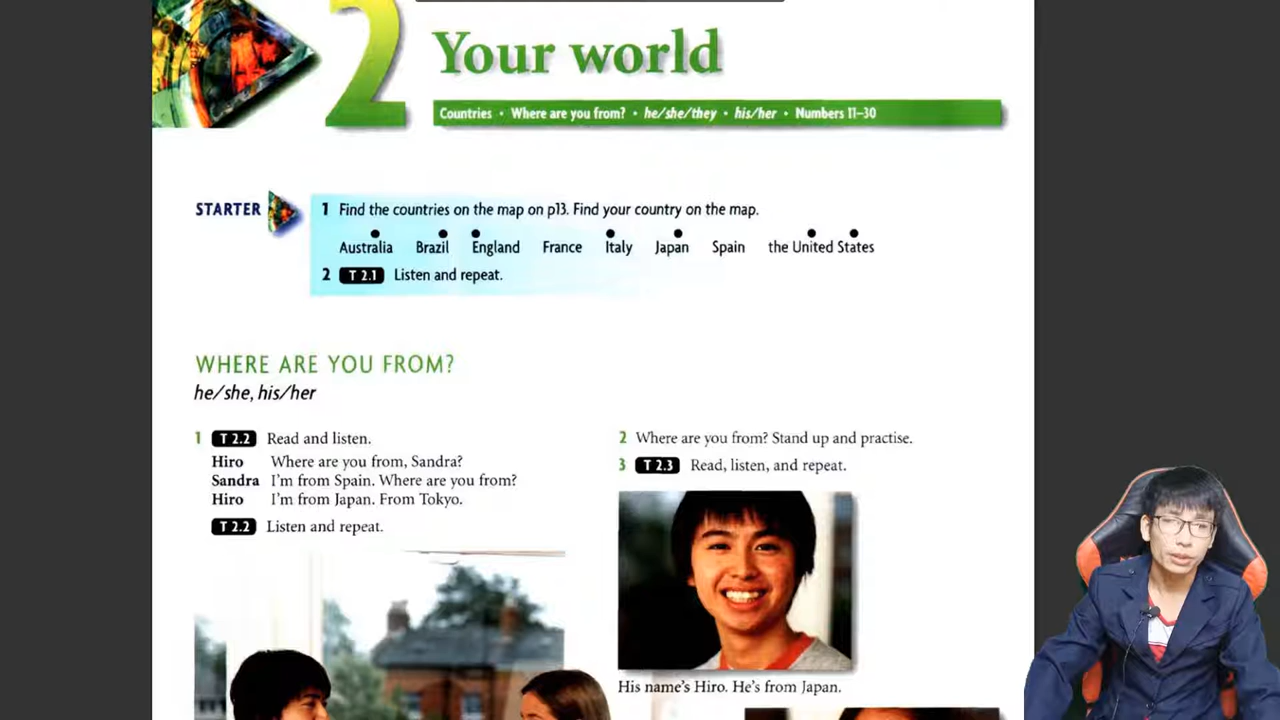 2
Your world
Countries • Where are you from? • he/she/they • his/her • Numbers 11–30
STARTER
1 Find the countries on the map on p13. Find your country on the map.
Australia Brazil England France Italy Japan Spain the United States
2 T 2.1 Listen and repeat.
WHERE ARE YOU FROM?
he/she, his/her
1 T 2.2 Read and listen.
Hiro Where are you from, Sandra?
Sandra I'm from Spain. Where are you from?
Hiro I'm from Japan. From Tokyo.
T 2.2 Listen and repeat.
2 Where are you from? Stand up and practise.
3 T 2.3 Read, listen, and repeat.
His name's Hiro. He's from Japan.